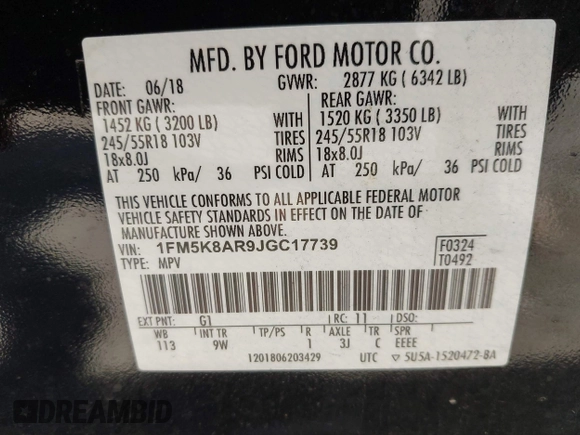 MFD. BY FORD MOTOR CO.
DATE: 06/18 GVWR: 2877 KG ( 6342 LB)
FRONT GAWR: REAR GAWR:
1452 KG ( 3200 LB) WITH 1520 KG ( 3350 LB) WITH
245/55R18 103V TIRES 245/55R18 103V TIRES
18x8.0J RIMS 18x8.0J RIMS
AT 250 kPa/ 36 PSI COLD AT 250 kPa/ 36 PSI COLD
THIS VEHICLE CONFORMS TO ALL APPLICABLE FEDERAL MOTOR
VEHICLE SAFETY STANDARDS IN EFFECT ON THE DATE OF
MANUFACTURE SHOWN ABOVE.
VIN: 1FM5K8AR9JGC17739 F0324
TYPE: MPV T0492
EXT PNT: G1 RC: 11 DSO:
WB INT TR TP/PS R AXLE TR SPR
113 9W 1 3J C EEEE
1201806203429 UTC 5U5A-1520472-BA
DREAMBID